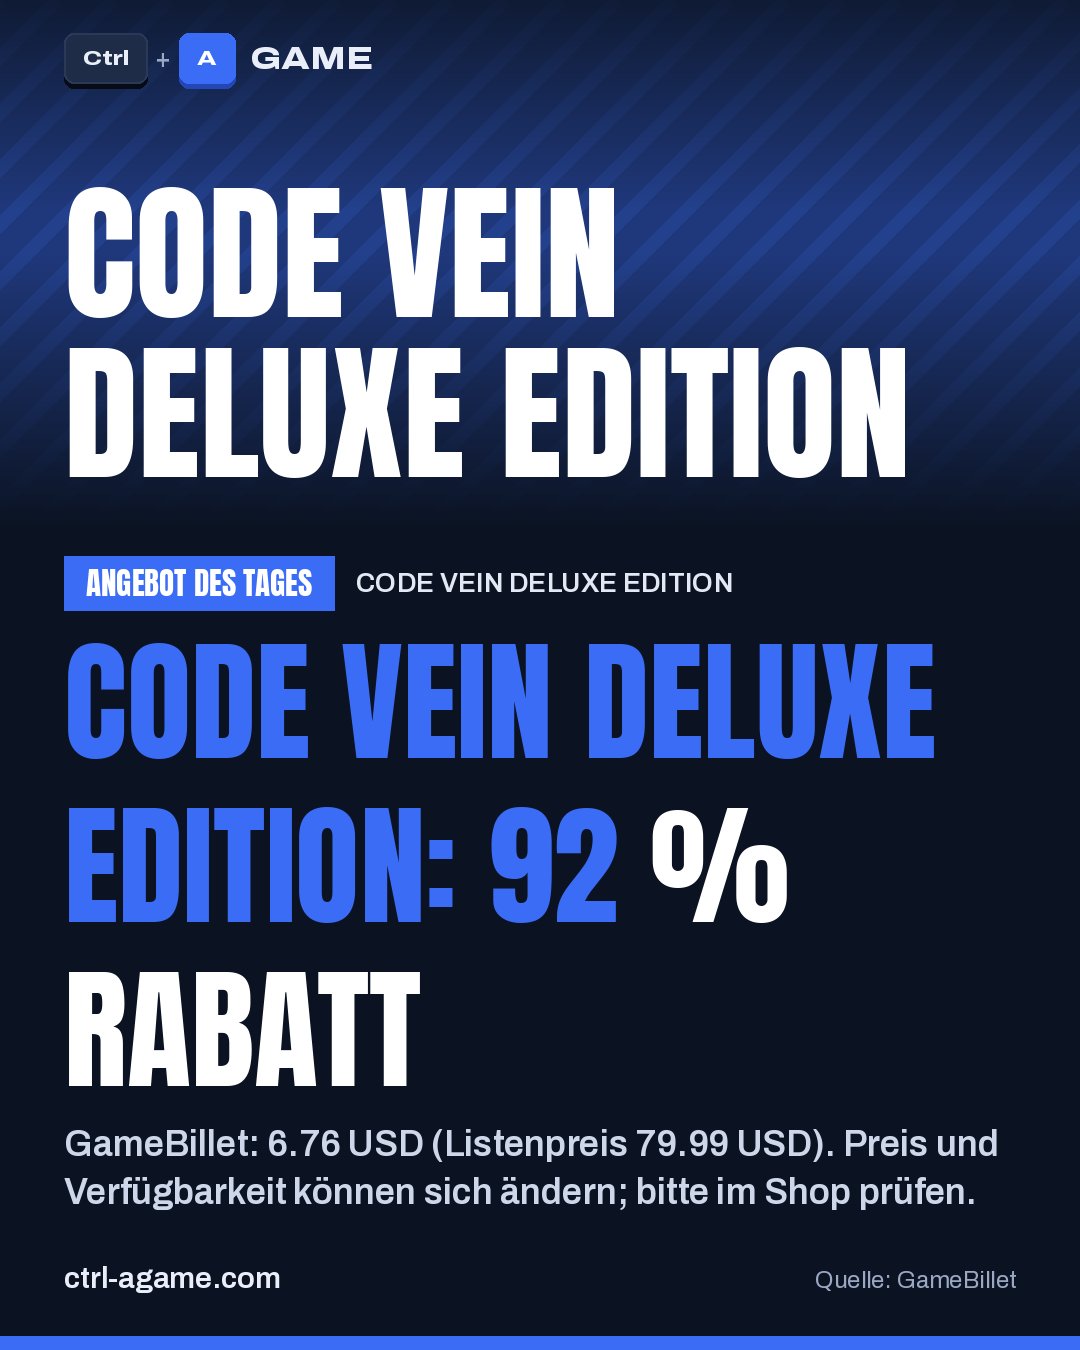 Ctrl + A GAME
CODE VEIN
DELUXE EDITION
ANGEBOT DES TAGES CODE VEIN DELUXE EDITION
CODE VEIN DELUXE
EDITION: 92 %
RABATT
GameBillet: 6.76 USD (Listenpreis 79.99 USD). Preis und
Verfügbarkeit können sich ändern; bitte im Shop prüfen.
ctrl-agame.com Quelle: GameBillet